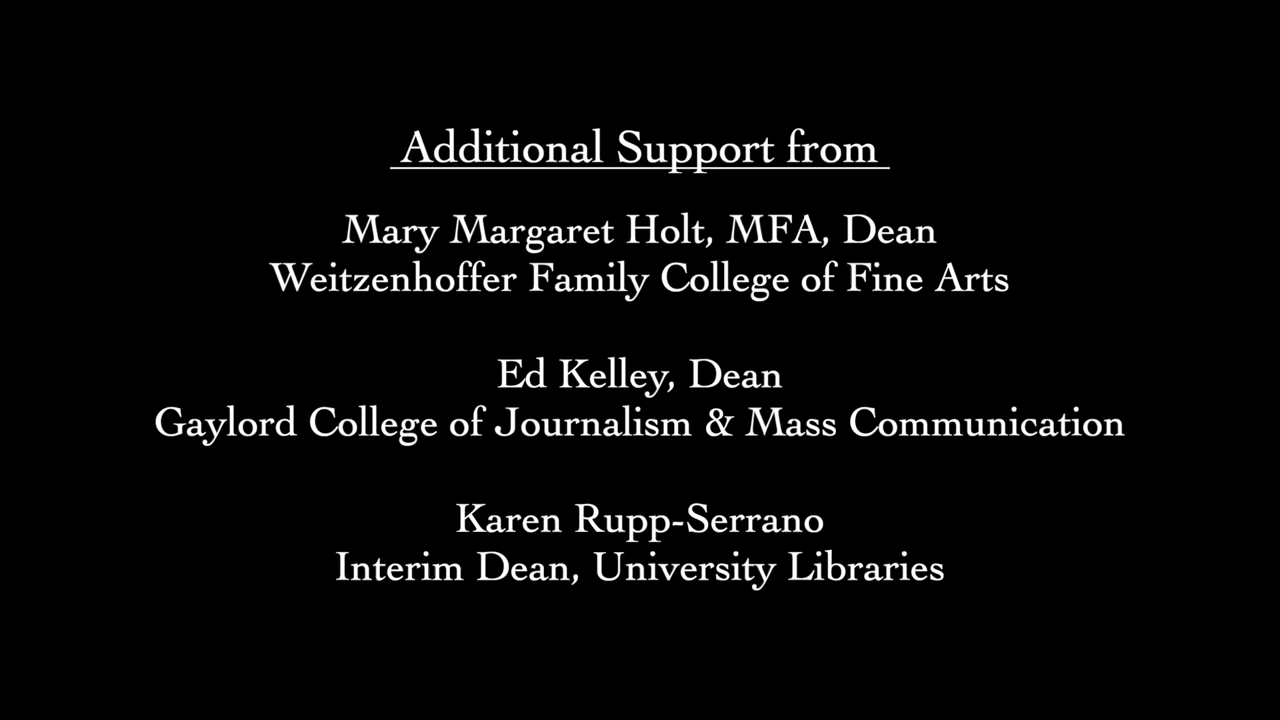 Additional Support from
Mary Margaret Holt, MFA, Dean
Weitzenhoffer Family College of Fine Arts
Ed Kelley, Dean
Gaylord College of Journalism & Mass Communication
Karen Rupp-Serrano
Interim Dean, University Libraries